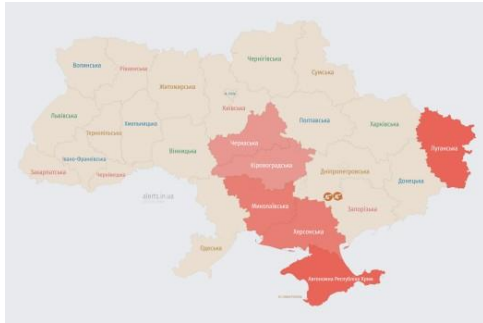 Волинська
Рівненська
Чернігівська
Сумська
Житомирська
Київська
Львівська
Тернопільська
Хмельницька
Полтавська
Харківська
Луганська
Черкаська
Вінницька
Івано-Франківська
Кіровоградська
Дніпропетровська
Донецька
Закарпатська
Чернівецька
alerts.in.ua
Миколаївська
Запорізька
Херсонська
Одеська
Автономна Республіка Крим